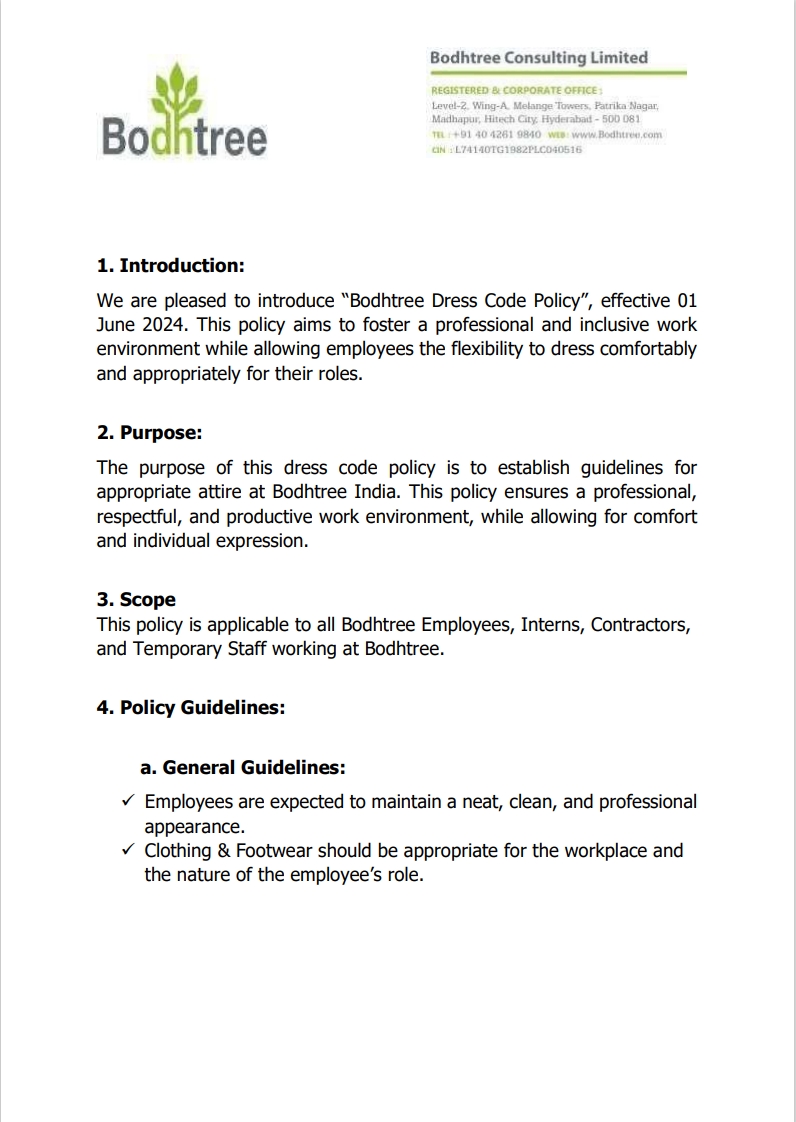 Bodhtree
Bodhtree Consulting Limited
REGISTERED & CORPORATE OFFICE :
Level-2, Wing-A, Melange Towers, Patrika Nagar,
Madhapur, Hitech City, Hyderabad - 500 081
TEL : +91 40 4261 9840 WEB : www.Bodhtree.com
CIN : L74140TG1982PLC040516
1. Introduction:
We are pleased to introduce “Bodhtree Dress Code Policy”, effective 01
June 2024. This policy aims to foster a professional and inclusive work
environment while allowing employees the flexibility to dress comfortably
and appropriately for their roles.
2. Purpose:
The purpose of this dress code policy is to establish guidelines for
appropriate attire at Bodhtree India. This policy ensures a professional,
respectful, and productive work environment, while allowing for comfort
and individual expression.
3. Scope
This policy is applicable to all Bodhtree Employees, Interns, Contractors,
and Temporary Staff working at Bodhtree.
4. Policy Guidelines:
a. General Guidelines:
✓ Employees are expected to maintain a neat, clean, and professional
appearance.
✓ Clothing & Footwear should be appropriate for the workplace and
the nature of the employee’s role.